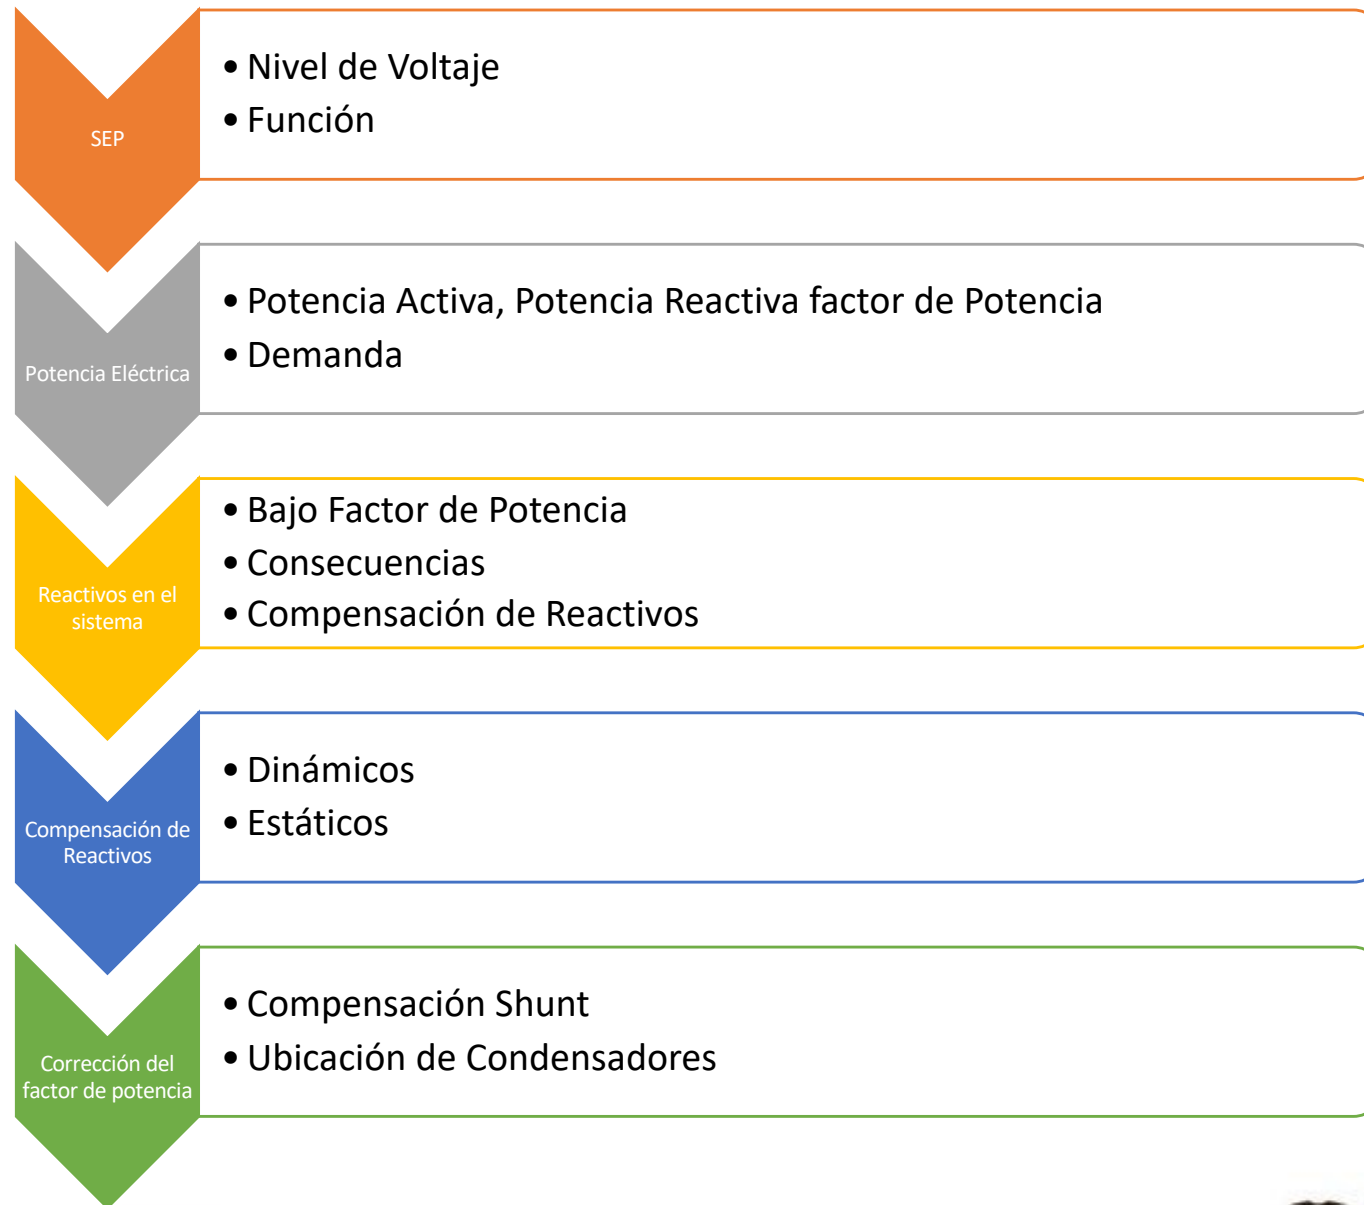 SEP
• Nivel de Voltaje
• Función
Potencia Eléctrica
• Potencia Activa, Potencia Reactiva factor de Potencia
• Demanda
Reactivos en el
sistema
• Bajo Factor de Potencia
• Consecuencias
• Compensación de Reactivos
Compensación de
Reactivos
• Dinámicos
• Estáticos
Corrección del
factor de potencia
• Compensación Shunt
• Ubicación de Condensadores